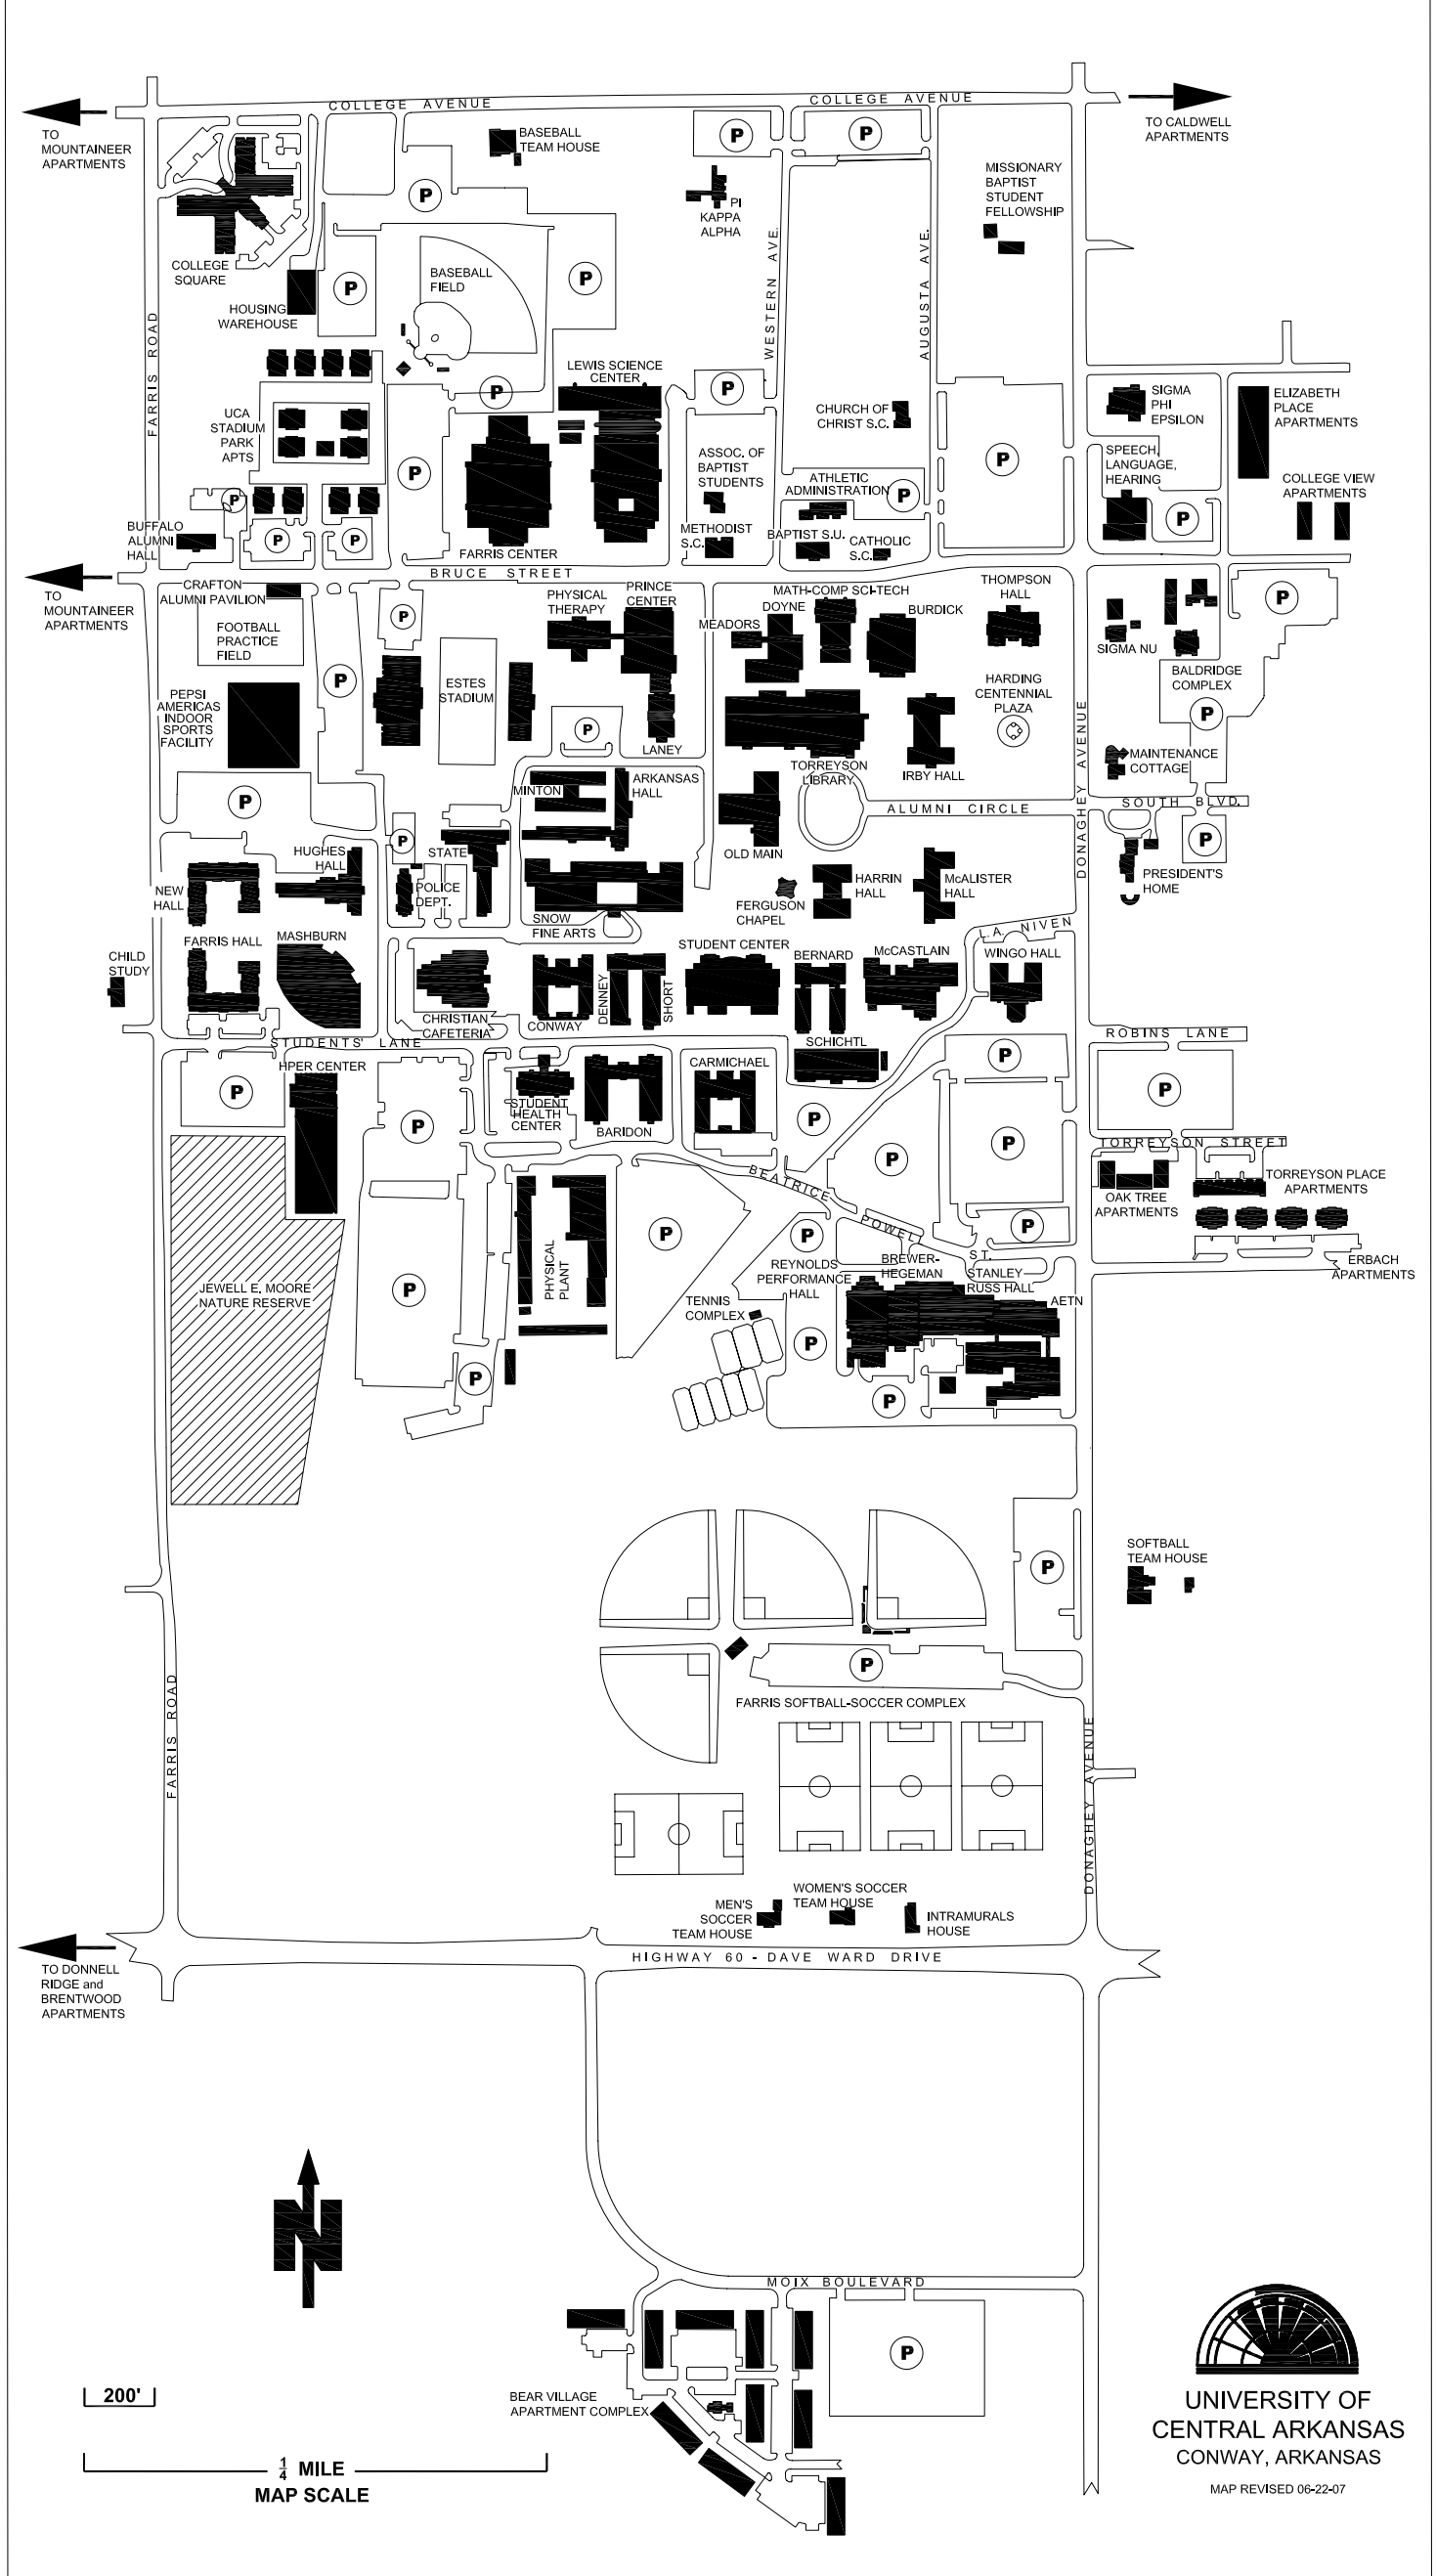 COLLEGE AVENUE
COLLEGE AVENUE
TO
MOUNTAINEER
APARTMENTS
TO CALDWELL
APARTMENTS
BASEBALL
TEAM HOUSE
P
P
P
MISSIONARY
BAPTIST
STUDENT
FELLOWSHIP
PI
KAPPA
ALPHA
COLLEGE
SQUARE
BASEBALL
FIELD
P
P
HOUSING
WAREHOUSE
FARRIS ROAD
WESTERN AVE.
AUGUSTA AVE.
LEWIS SCIENCE
CENTER
P
P
UCA
STADIUM
PARK
APTS
CHURCH OF
CHRIST S.C.
SIGMA
PHI
EPSILON
ELIZABETH
PLACE
APARTMENTS
P
P
ASSOC. OF
BAPTIST
STUDENTS
SPEECH,
LANGUAGE,
HEARING
ATHLETIC
ADMINISTRATION
P
COLLEGE VIEW
APARTMENTS
P
P
BUFFALO
ALUMNI
HALL
P
P
FARRIS CENTER
METHODIST
S.C.
BAPTIST S.U.
CATHOLIC
S.C.
BRUCE STREET
TO
MOUNTAINEER
APARTMENTS
CRAFTON
ALUMNI PAVILION
PHYSICAL
THERAPY
PRINCE
CENTER
MATH-COMP SCI-TECH
DOYNE
BURDICK
MEADORS
THOMPSON
HALL
P
P
FOOTBALL
PRACTICE
FIELD
SIGMA NU
BALDRIDGE
COMPLEX
P
ESTES
STADIUM
HARDING
CENTENNIAL
PLAZA
PEPSI
AMERICAS
INDOOR
SPORTS
FACILITY
P
P
LANEY
TORREYSON
LIBRARY
IRBY HALL
MAINTENANCE
COTTAGE
DONAGHEY AVENUE
MINTON
ARKANSAS
HALL
P
ALUMNI CIRCLE
SOUTH BLVD.
P
P
STATE
OLD MAIN
HUGHES
HALL
NEW
HALL
POLICE
DEPT.
FERGUSON
CHAPEL
HARRIN
HALL
McALISTER
HALL
PRESIDENT'S
HOME
SNOW
FINE ARTS
L.A. NIVEN
FARRIS HALL
MASHBURN
STUDENT CENTER
BERNARD
McCASTLAIN
WINGO HALL
CHILD
STUDY
CHRISTIAN
CAFETERIA
CONWAY
DENNEY
SHORT
SCHICHTL
STUDENTS' LANE
ROBINS LANE
HPER CENTER
CARMICHAEL
P
P
P
STUDENT
HEALTH
CENTER
BARIDON
P
P
P
P
TORREYSON STREET
BEATRICE
POWELL
ST.
OAK TREE
APARTMENTS
TORREYSON PLACE
APARTMENTS
P
P
P
PHYSICAL
PLANT
REYNOLDS
PERFORMANCE
HALL
BREWER-
HEGEMAN
STANLEY
RUSS HALL
AETN
ERBACH
APARTMENTS
JEWELL E. MOORE
NATURE RESERVE
P
TENNIS
COMPLEX
P
P
P
SOFTBALL
TEAM HOUSE
P
P
FARRIS SOFTBALL-SOCCER COMPLEX
FARRIS ROAD
DONAGHEY AVENUE
MEN'S
SOCCER
TEAM HOUSE
WOMEN'S SOCCER
TEAM HOUSE
INTRAMURALS
HOUSE
HIGHWAY 60 - DAVE WARD DRIVE
TO DONNELL
RIDGE and
BRENTWOOD
APARTMENTS
N
MOIX BOULEVARD
P
BEAR VILLAGE
APARTMENT COMPLEX
200'
1/4 MILE
MAP SCALE
UNIVERSITY OF
CENTRAL ARKANSAS
CONWAY, ARKANSAS
MAP REVISED 06-22-07